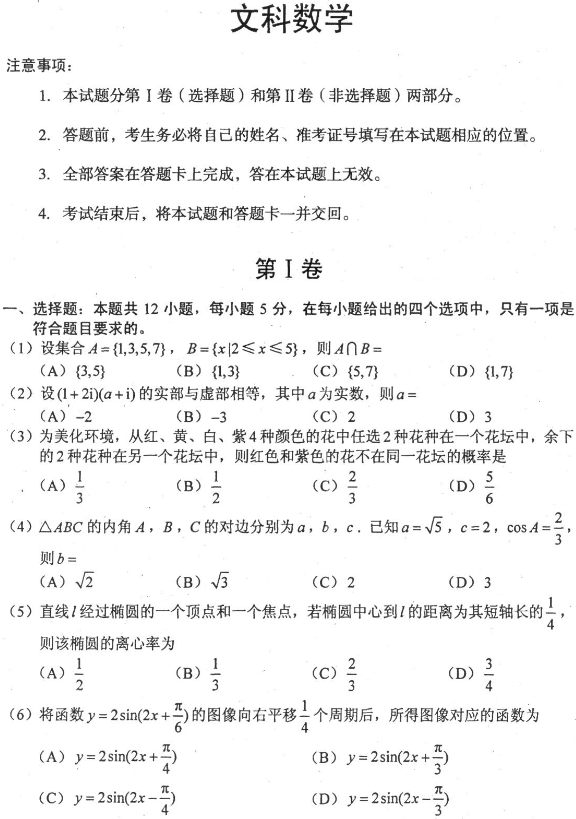 文科数学
注意事项：
1. 本试题分第Ⅰ卷（选择题）和第Ⅱ卷（非选择题）两部分。
2. 答题前，考生务必将自己的姓名、准考证号填写在本试题相应的位置。
3. 全部答案在答题卡上完成，答在本试题上无效。
4. 考试结束后，将本试题和答题卡一并交回。
第Ⅰ卷
一、选择题：本题共 12 小题，每小题 5 分，在每小题给出的四个选项中，只有一项是
符合题目要求的。
（1）设集合 A={1,3,5,7}，B={x|2≤x≤5}，则 A∩B=
（A）{3,5} （B）{1,3} （C）{5,7} （D）{1,7}
（2）设(1+2i)(a+i)的实部与虚部相等，其中a为实数，则a=
（A）−2 （B）−3 （C）2 （D）3
（3）为美化环境，从红、黄、白、紫4种颜色的花中任选2种花种在一个花坛中，余下
的2种花种在另一个花坛中，则红色和紫色的花不在同一花坛的概率是
（A）1/3 （B）1/2 （C）2/3 （D）5/6
（4）△ABC 的内角 A，B，C 的对边分别为a，b，c．已知a=√5，c=2，cos A=2/3，
则b=
（A）√2 （B）√3 （C）2 （D）3
（5）直线l经过椭圆的一个顶点和一个焦点，若椭圆中心到l的距离为其短轴长的1/4，
则该椭圆的离心率为
（A）1/2 （B）1/3 （C）2/3 （D）3/4
（6）将函数 y=2sin(2x+π/6)的图像向右平移1/4个周期后，所得图像对应的函数为
（A）y=2sin(2x+π/4) （B）y=2sin(2x+π/3)
（C）y=2sin(2x−π/4) （D）y=2sin(2x−π/3)